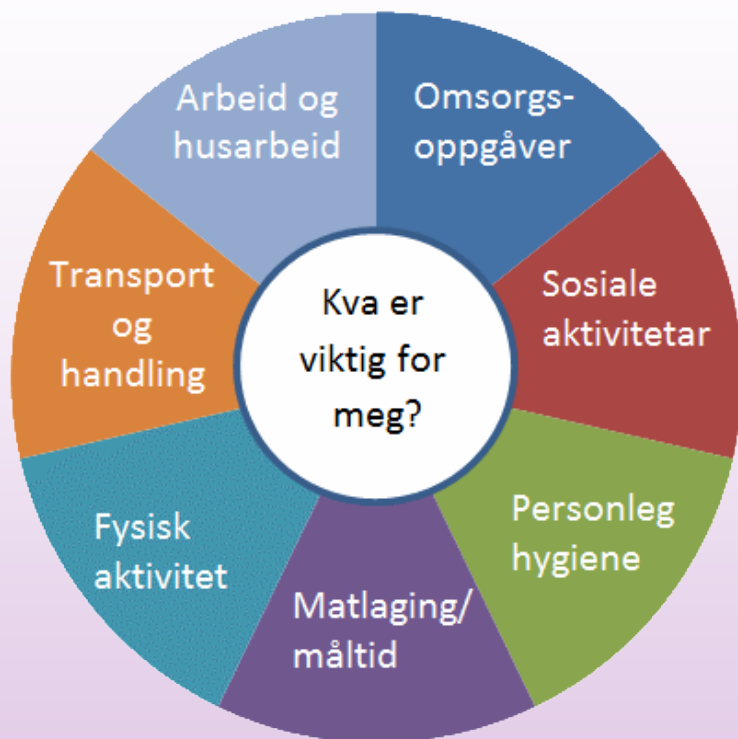 Kva er
viktig for
meg?
Omsorgs-
oppgåver
Sosiale
aktivitetar
Personleg
hygiene
Matlaging/
måltid
Fysisk
aktivitet
Transport
og
handling
Arbeid og
husarbeid